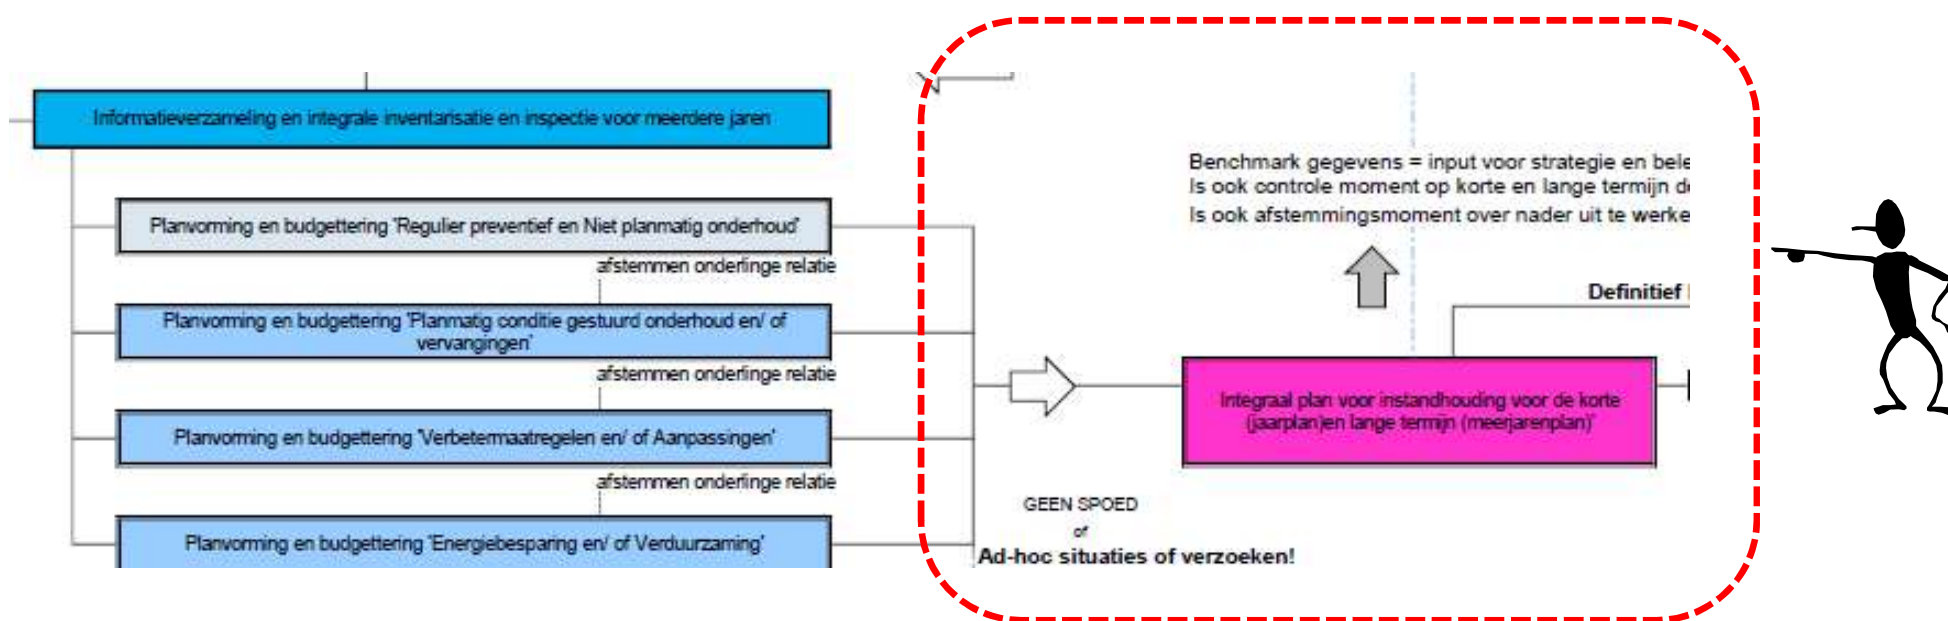 Informatieverzameling en integrale inventarisatie en inspectie voor meerdere jaren
Planvorming en budgettering 'Regulier preventief en Niet planmatig onderhoud'
afstemmen onderlinge relatie
Planvorming en budgettering 'Planmatig conditie gestuurd onderhoud en/ of
vervangingen'
afstemmen onderlinge relatie
Planvorming en budgettering 'Verbetermaatregelen en/ of Aanpassingen'
afstemmen onderlinge relatie
Planvorming en budgettering 'Energiebesparing en/ of Verduurzaming'
Benchmark gegevens = input voor strategie en bele
Is ook controle moment op korte en lange termijn d
Is ook afstemmingsmoment over nader uit te werke
Definitief
Integraal plan voor instandhouding voor de korte
(jaarplan)en lange termijn (meerjarenplan)'
GEEN SPOED
of
Ad-hoc situaties of verzoeken!